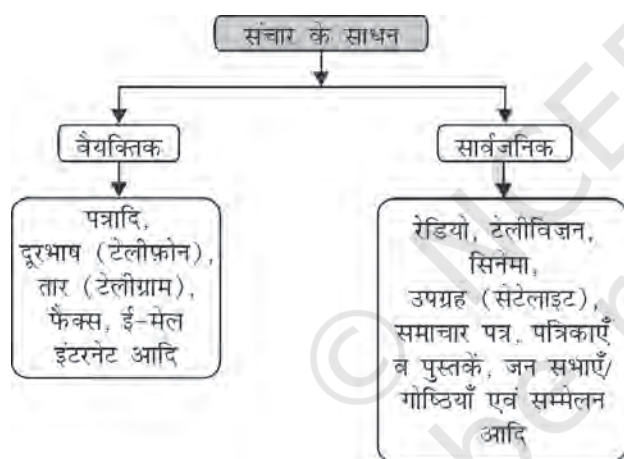 संचार के साधन
वैयक्तिक
सार्वजनिक
पत्रादि,
दूरभाष (टेलीफ़ोन),
तार (टेलीग्राम),
फैक्स, ई-मेल
इंटरनेट आदि
रेडियो, टेलीविज़न,
सिनेमा,
उपग्रह (सेटेलाइट),
समाचार पत्र, पत्रिकाएँ
व पुस्तकें, जन सभाएँ/
गोष्ठियाँ एवं सम्मेलन
आदि